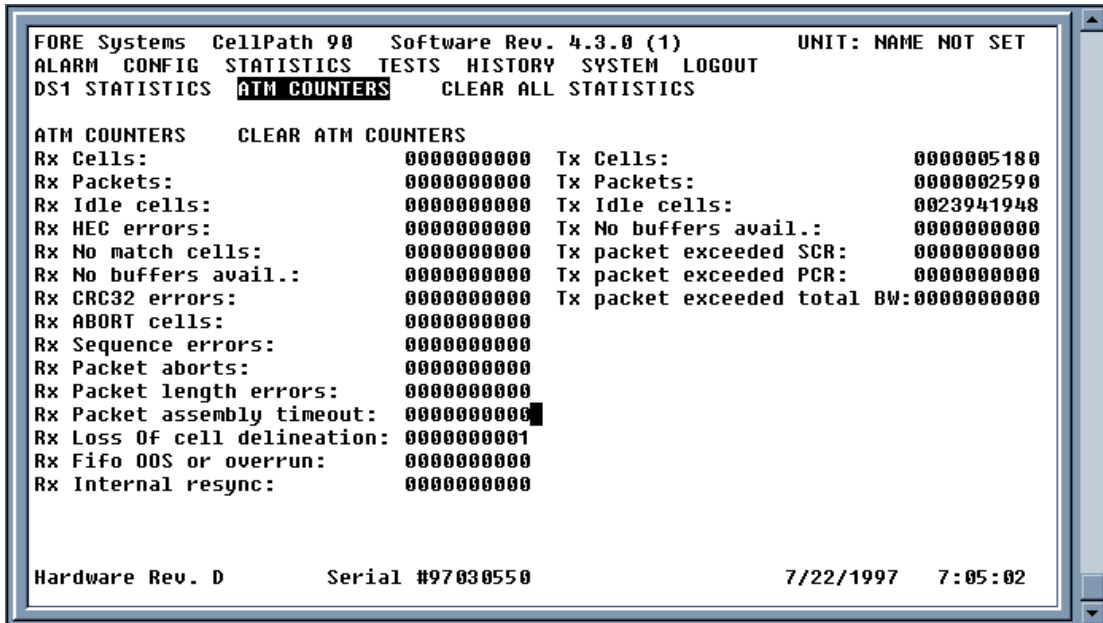 FORE Systems  CellPath 90   Software Rev. 4.3.0 (1)   UNIT: NAME NOT SET
ALARM  CONFIG  STATISTICS  TESTS  HISTORY  SYSTEM  LOGOUT
DS1 STATISTICS  ATM COUNTERS  CLEAR ALL STATISTICS
ATM COUNTERS  CLEAR ATM COUNTERS
Rx Cells: 0000000000 Tx Cells: 0000005180
Rx Packets: 0000000000 Tx Packets: 0000002590
Rx Idle cells: 0000000000 Tx Idle cells: 0023941948
Rx HEC errors: 0000000000 Tx No buffers avail.: 0000000000
Rx No match cells: 0000000000 Tx packet exceeded SCR: 0000000000
Rx No buffers avail.: 0000000000 Tx packet exceeded PCR: 0000000000
Rx CRC32 errors: 0000000000 Tx packet exceeded total BW:0000000000
Rx ABORT cells: 0000000000
Rx Sequence errors: 0000000000
Rx Packet aborts: 0000000000
Rx Packet length errors: 0000000000
Rx Packet assembly timeout: 0000000000
Rx Loss Of cell delineation: 0000000001
Rx Fifo OOS or overrun: 0000000000
Rx Internal resync: 0000000000
Hardware Rev. D   Serial #97030550   7/22/1997   7:05:02